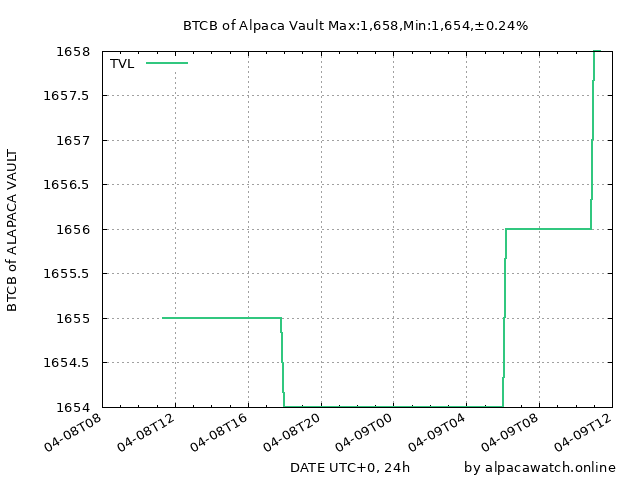 BTCB of Alpaca Vault Max:1,658,Min:1,654,±0.24%
TVL
1658
1657.5
1657
1656.5
1656
1655.5
1655
1654.5
1654
BTCB of ALAPACA VAULT
04-08T08
04-08T12
04-08T16
04-08T20
04-09T00
04-09T04
04-09T08
04-09T12
DATE UTC+0, 24h
by alpacawatch.online